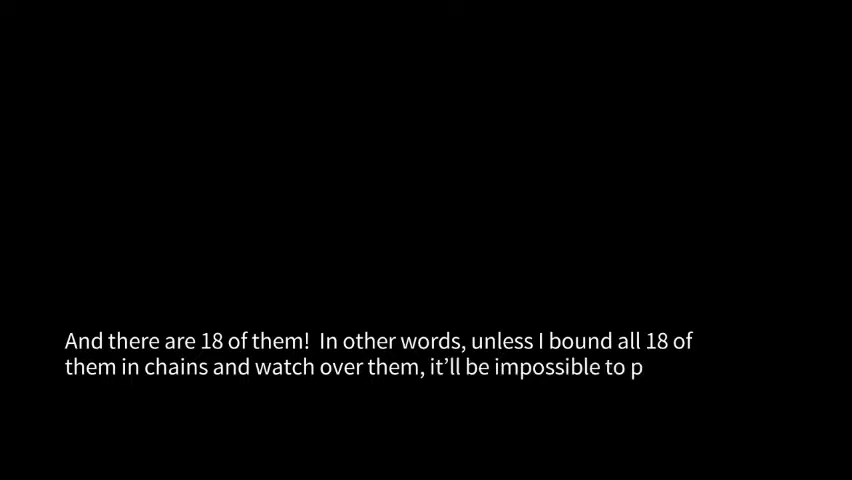 And there are 18 of them!  In other words, unless I bound all 18 of
them in chains and watch over them, it’ll be impossible to p